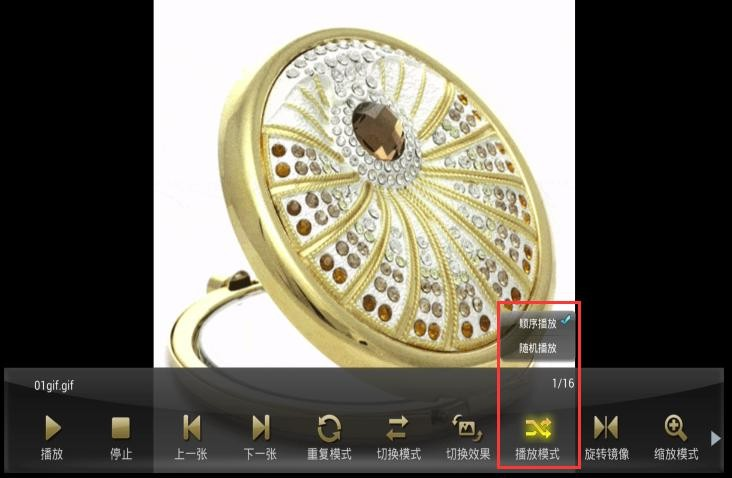 顺序播放
随机播放
01gif.gif
1/16
播放
停止
上一张
下一张
重复模式
切换模式
切换效果
播放模式
旋转镜像
缩放模式